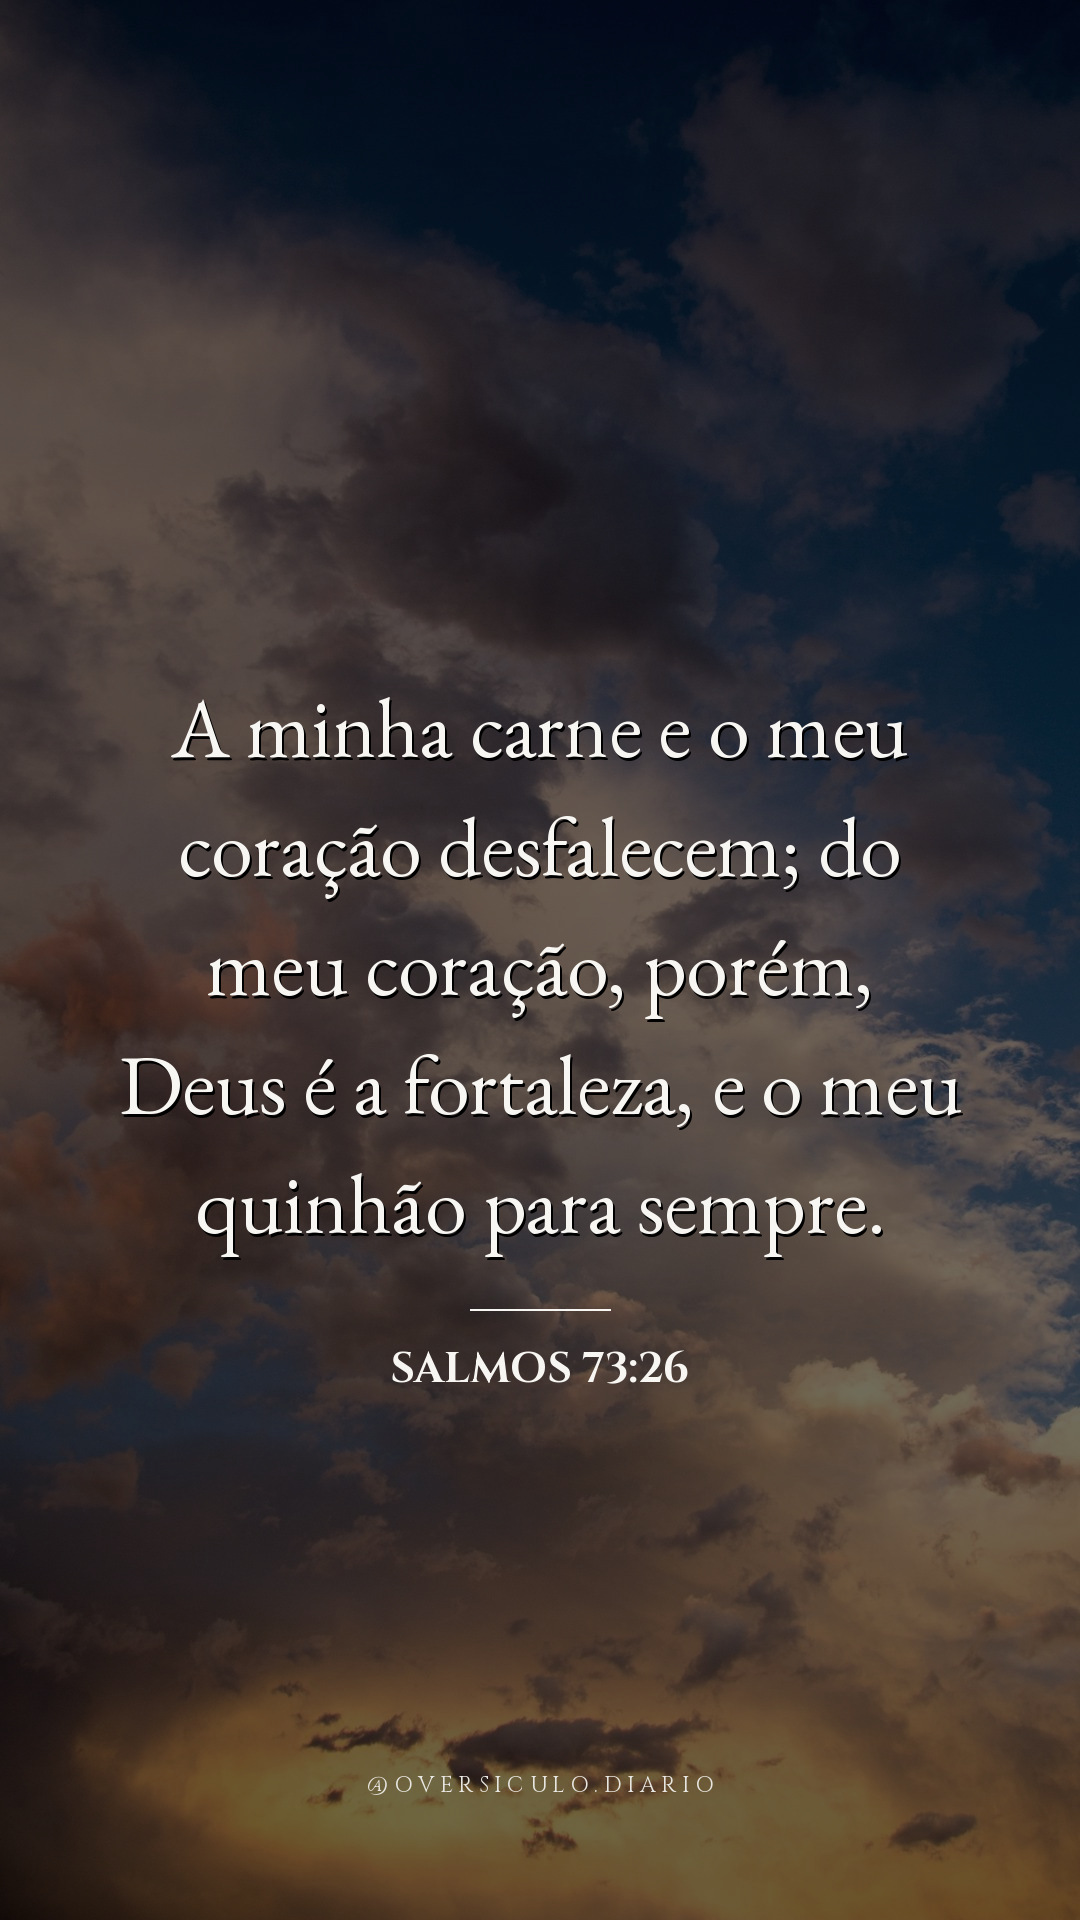 A minha carne e o meu
coração desfalecem; do
meu coração, porém,
Deus é a fortaleza, e o meu
quinhão para sempre.
SALMOS 73:26
@OVERSICULO.DIARIO